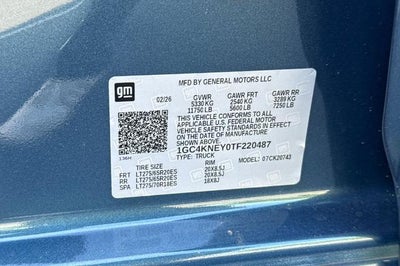 gm
MFD BY GENERAL MOTORS LLC
02/26 GVWR GAWR FRT GAWR RR
5330 KG 2540 KG 3289 KG
11750 LB 5600 LB 7250 LB
THIS VEHICLE CONFORMS TO ALL
APPLICABLE U.S. FEDERAL MOTOR
VEHICLE SAFETY STANDARDS IN EFFECT
ON THE DATE OF MANUFACTURE
SHOWN ABOVE.
1GC4KNEY0TF220487
TYPE: TRUCK MODEL: 07CK20743
136H
TIRE SIZE RIM
FRT LT275/65R20ES 20X8.5J
RR LT275/65R20ES 20X8.5J
SPA LT275/70R18ES 18X8J